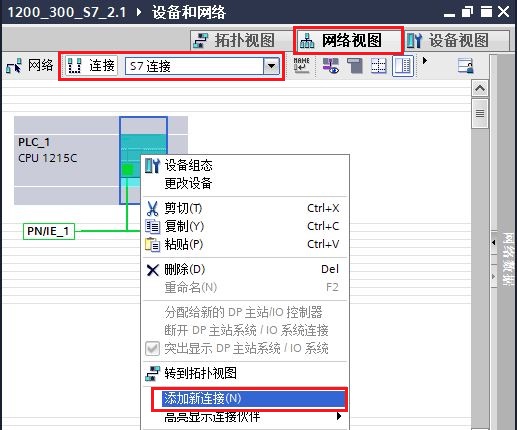 1200_300_S7_2.1 ▸ 设备和网络
拓扑视图
网络视图
设备视图
网络
连接
S7 连接
PLC_1
CPU 1215C
PN/IE_1
设备组态
更改设备
剪切(T) Ctrl+X
复制(Y) Ctrl+C
粘贴(P) Ctrl+V
删除(D) Del
重命名(N) F2
分配给新的 DP 主站/IO 控制器
断开 DP 主站系统 / IO 系统连接
突出显示 DP 主站系统 / IO 系统
转到拓扑视图
添加新连接(N)
高亮显示连接伙伴
网络数据